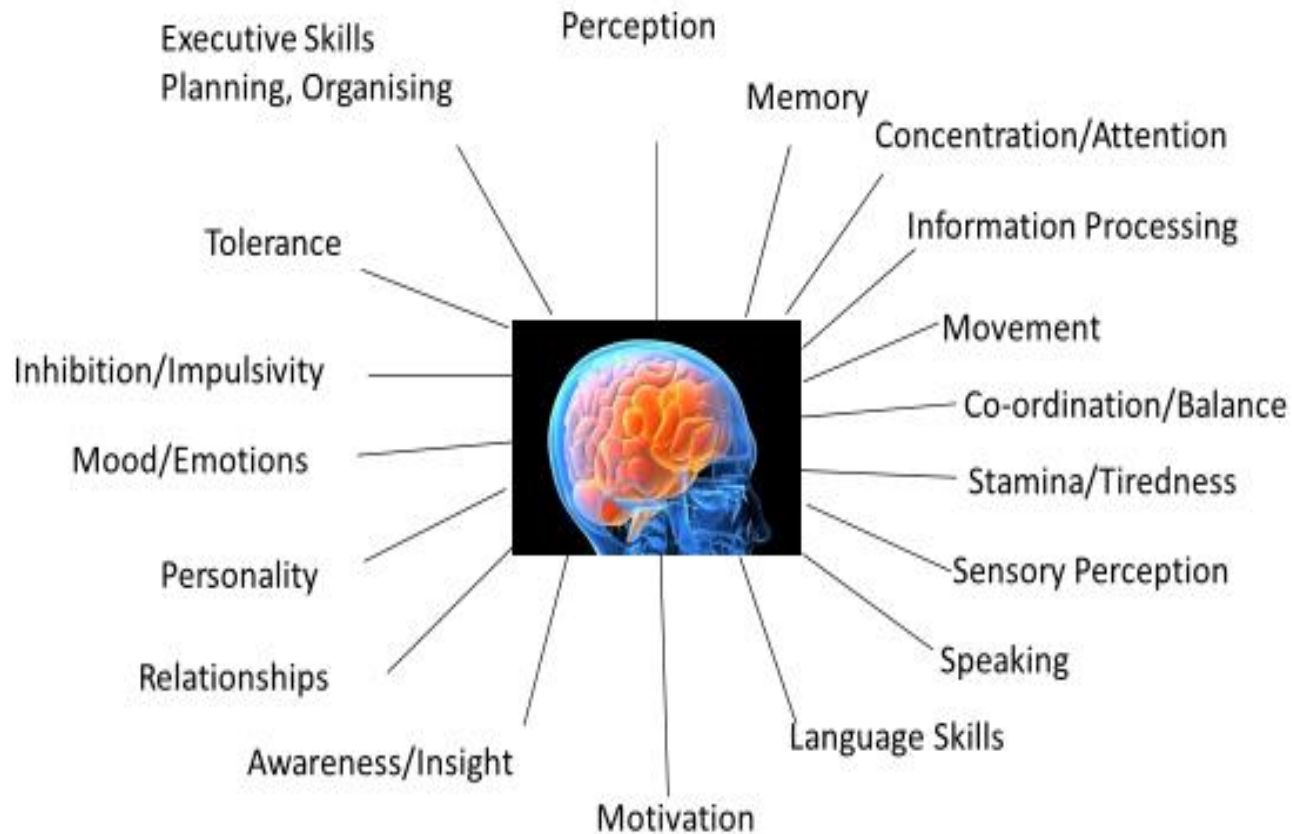 Perception
Executive Skills
Planning, Organising
Memory
Concentration/Attention
Information Processing
Tolerance
Movement
Inhibition/Impulsivity
Co-ordination/Balance
Mood/Emotions
Stamina/Tiredness
Personality
Sensory Perception
Relationships
Speaking
Awareness/Insight
Language Skills
Motivation